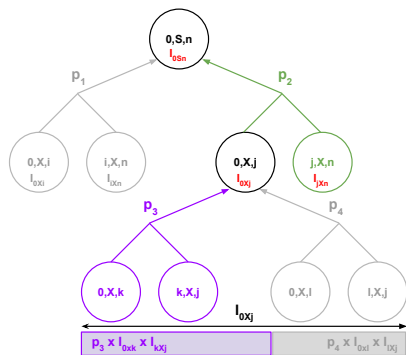 0,S,n
I0Sn
p1
p2
0,X,i
I0Xi
i,X,n
IiXn
0,X,j
I0Xj
j,X,n
IjXn
p3
p4
0,X,k
k,X,j
0,X,l
l,X,j
I0Xj
p3 x I0xk x IkXj
p4 x I0xl x IlXj